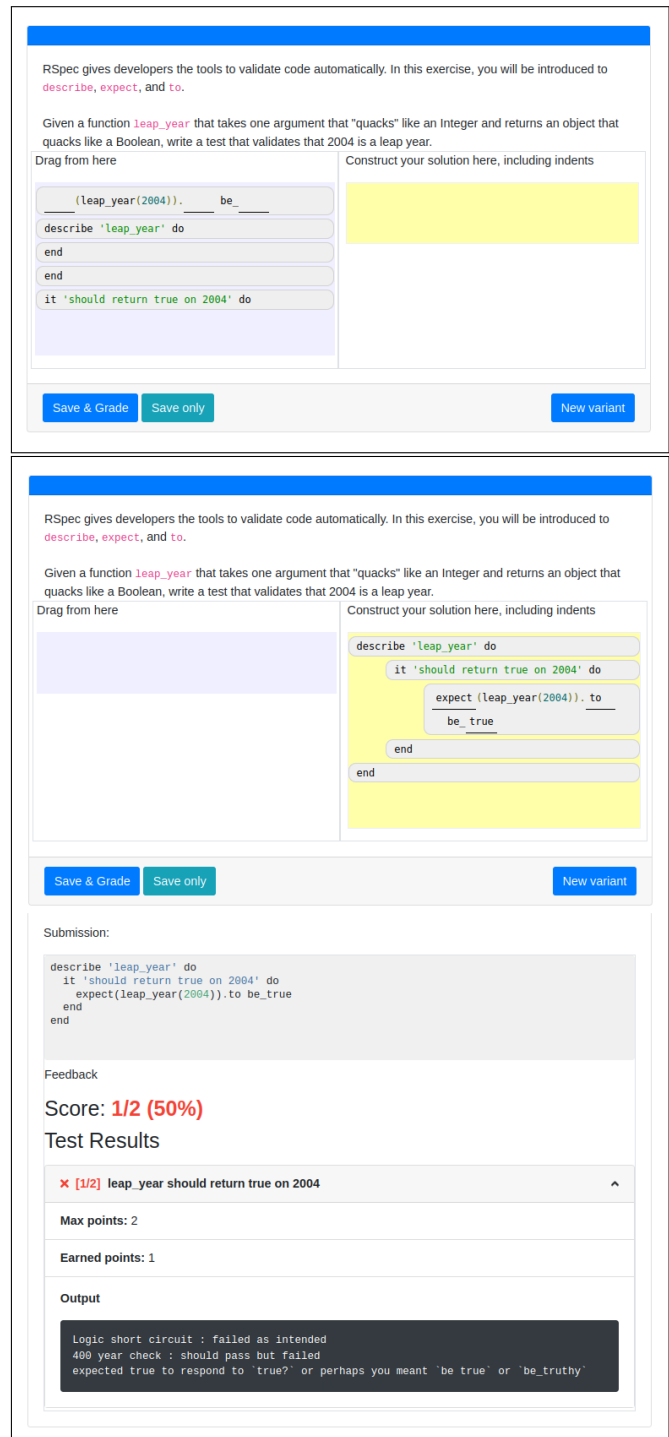 RSpec gives developers the tools to validate code automatically. In this exercise, you will be introduced to
describe, expect, and to.
Given a function leap_year that takes one argument that "quacks" like an Integer and returns an object that
quacks like a Boolean, write a test that validates that 2004 is a leap year.
Drag from here
Construct your solution here, including indents
_____(leap_year(2004))._____ be______
describe 'leap_year' do
end
end
it 'should return true on 2004' do
Save & Grade
Save only
New variant
RSpec gives developers the tools to validate code automatically. In this exercise, you will be introduced to
describe, expect, and to.
Given a function leap_year that takes one argument that "quacks" like an Integer and returns an object that
quacks like a Boolean, write a test that validates that 2004 is a leap year.
Drag from here
Construct your solution here, including indents
describe 'leap_year' do
it 'should return true on 2004' do
expect(leap_year(2004)). to
be_true
end
end
Save & Grade
Save only
New variant
Submission:
describe 'leap_year' do
it 'should return true on 2004' do
expect(leap_year(2004)).to be_true
end
end
Feedback
Score: 1/2 (50%)
Test Results
× [1/2] leap_year should return true on 2004
Max points: 2
Earned points: 1
Output
Logic short circuit : failed as intended
400 year check : should pass but failed
expected true to respond to `true?` or perhaps you meant `be true` or `be_truthy`